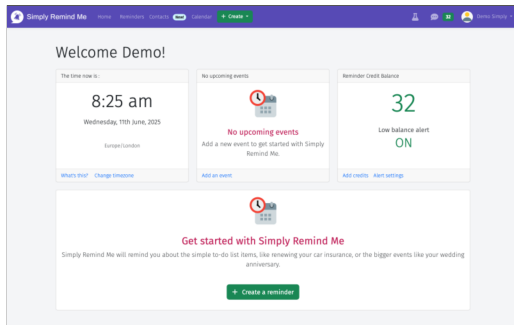 Simply Remind Me
Home Reminders Contacts New! Calendar + Create
32 Demo Simply
Welcome Demo!
The time now is :
8:25 am
Wednesday, 11th June, 2025
Europe/London
What's this? Change timezone
No upcoming events
No upcoming events
Add a new event to get started with Simply
Remind Me.
Add an event
Reminder Credit Balance
32
Low balance alert
ON
Add credits Alert settings
Get started with Simply Remind Me
Simply Remind Me will remind you about the simple to-do list items, like renewing your car insurance, or the bigger events like your wedding
anniversary.
+ Create a reminder